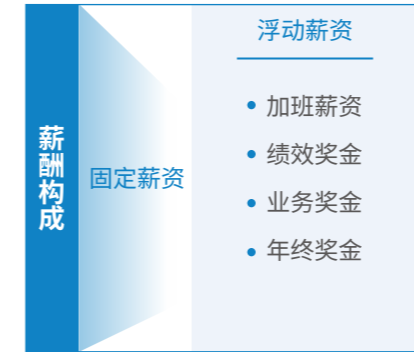 薪酬构成
固定薪资
浮动薪资
• 加班薪资
• 绩效奖金
• 业务奖金
• 年终奖金